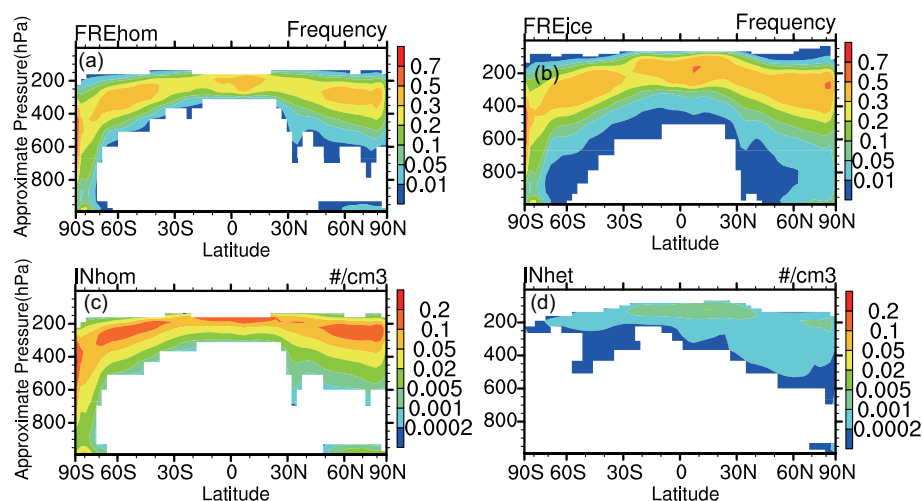 FREhom Frequency
(a)
Approximate Pressure(hPa)
200
400
600
800
90S 60S 30S 0 30N 60N 90N
Latitude
0.7
0.5
0.3
0.2
0.1
0.05
0.01
FREice Frequency
(b)
200
400
600
800
90S 60S 30S 0 30N 60N 90N
Latitude
0.7
0.5
0.3
0.2
0.1
0.05
0.01
INhom #/cm3
(c)
Approximate Pressure(hPa)
200
400
600
800
90S 60S 30S 0 30N 60N 90N
Latitude
0.2
0.1
0.05
0.02
0.005
0.001
0.0002
INhet #/cm3
(d)
200
400
600
800
90S 60S 30S 0 30N 60N 90N
Latitude
0.2
0.1
0.05
0.02
0.005
0.001
0.0002